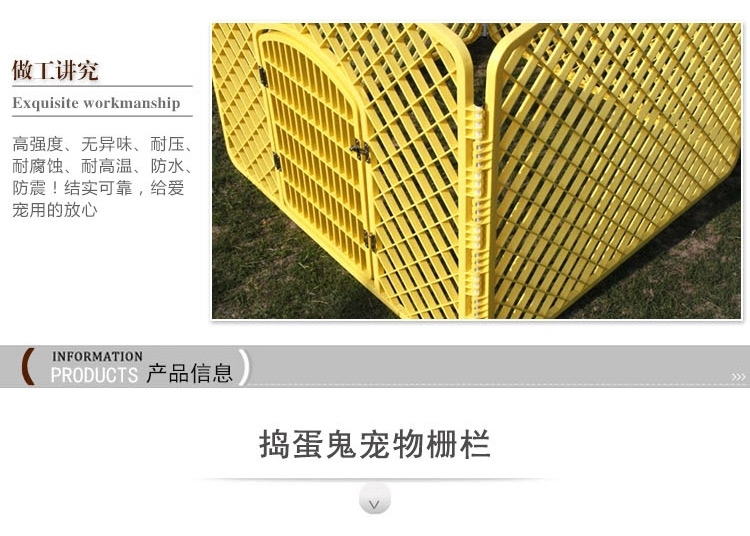 做工讲究
Exquisite workmanship
高强度、无异味、耐压、
耐腐蚀、耐高温、防水、
防震！结实可靠，给爱
宠用的放心
INFORMATION
PRODUCTS 产品信息
捣蛋鬼宠物栅栏